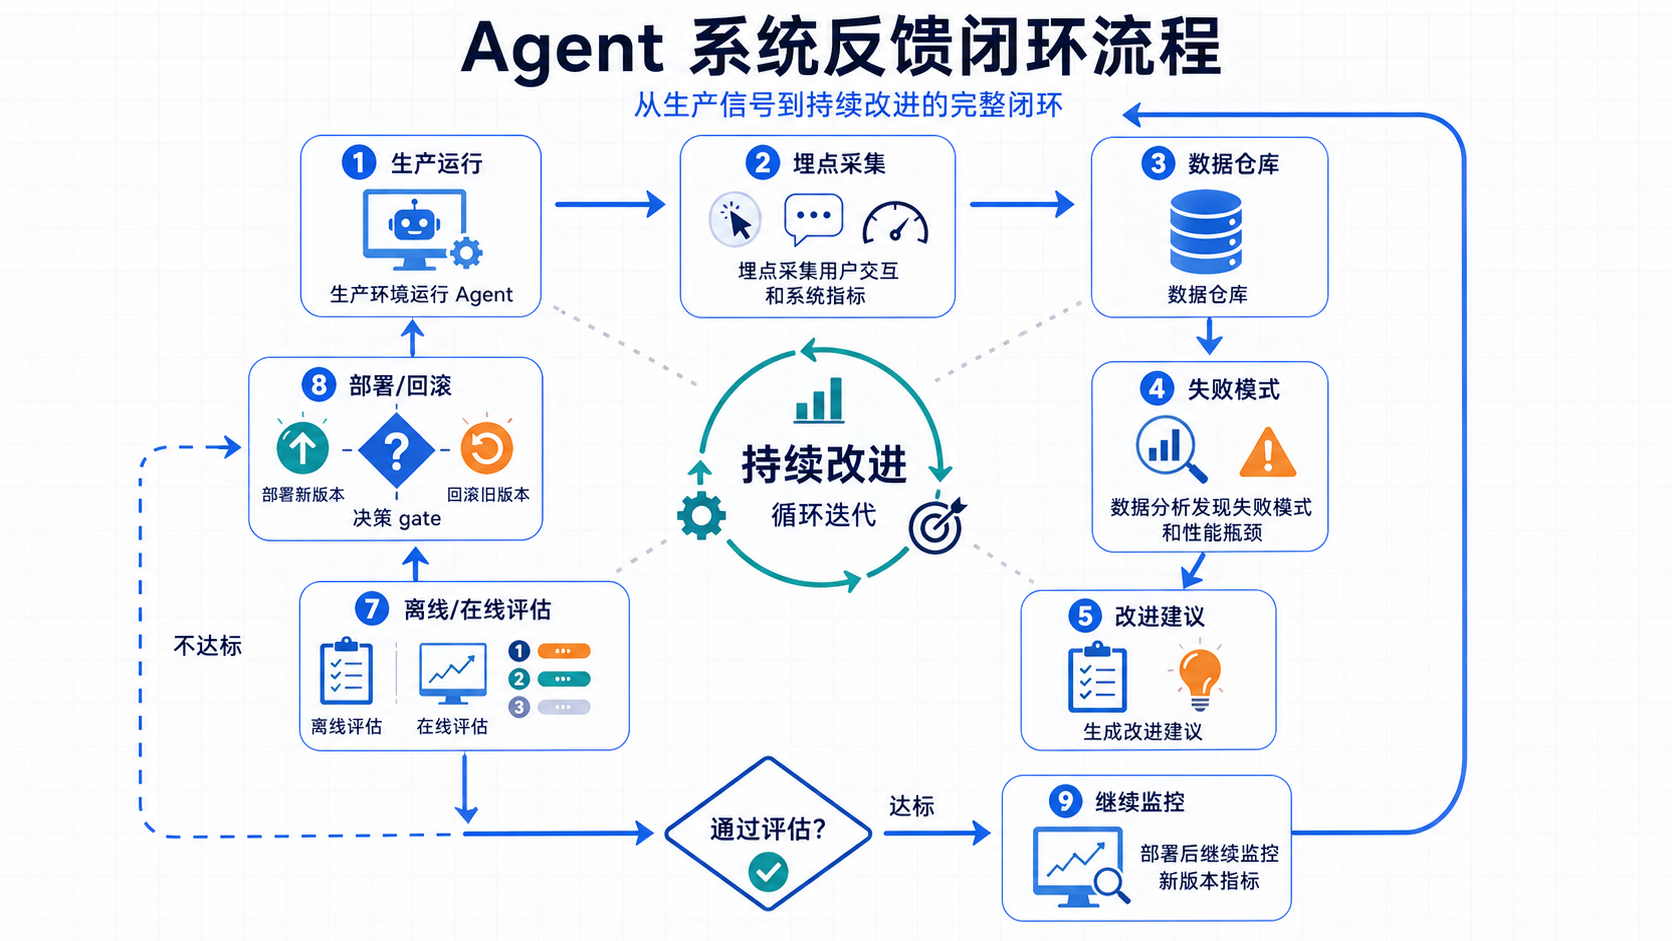 Agent 系统反馈闭环流程
从生产信号到持续改进的完整闭环
1 生产运行
生产环境运行 Agent
2 埋点采集
埋点采集用户交互
和系统指标
3 数据仓库
数据仓库
8 部署/回滚
?
部署新版本
回滚旧版本
决策 gate
持续改进
循环迭代
4 失败模式
!
数据分析发现失败模式
和性能瓶颈
7 离线/在线评估
1
2
3
离线评估
在线评估
不达标
5 改进建议
生成改进建议
通过评估?
达标
9 继续监控
部署后继续监控
新版本指标